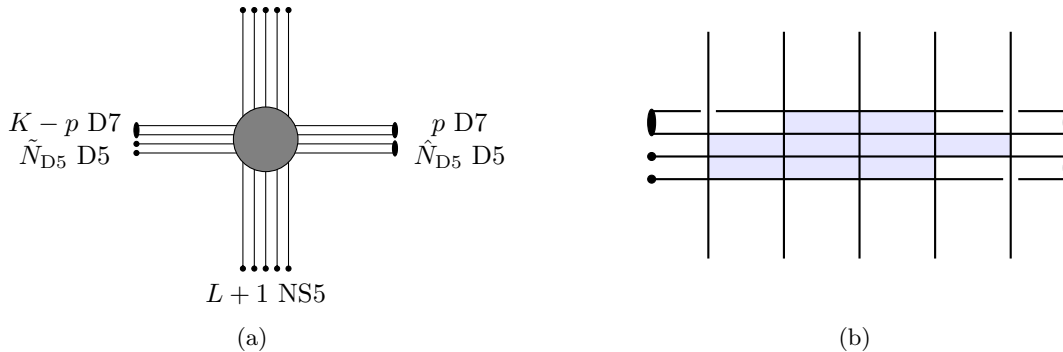 K − p D7
Ñ_D5 D5
p D7
N̂_D5 D5
L + 1 NS5
(a)
(b)